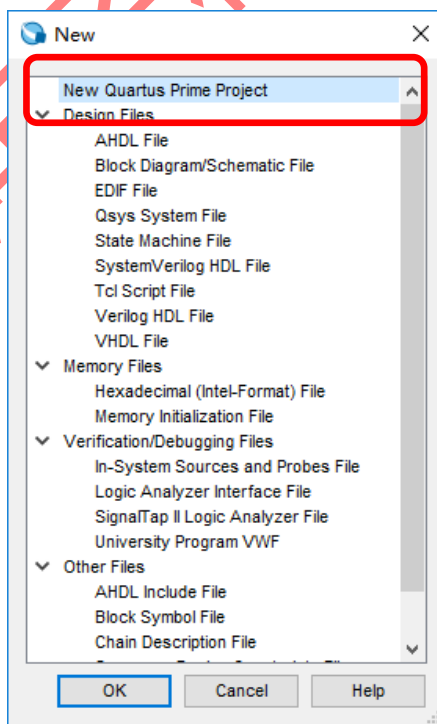 New
New Quartus Prime Project
Design Files
AHDL File
Block Diagram/Schematic File
EDIF File
Qsys System File
State Machine File
SystemVerilog HDL File
Tcl Script File
Verilog HDL File
VHDL File
Memory Files
Hexadecimal (Intel-Format) File
Memory Initialization File
Verification/Debugging Files
In-System Sources and Probes File
Logic Analyzer Interface File
SignalTap II Logic Analyzer File
University Program VWF
Other Files
AHDL Include File
Block Symbol File
Chain Description File
OK Cancel Help